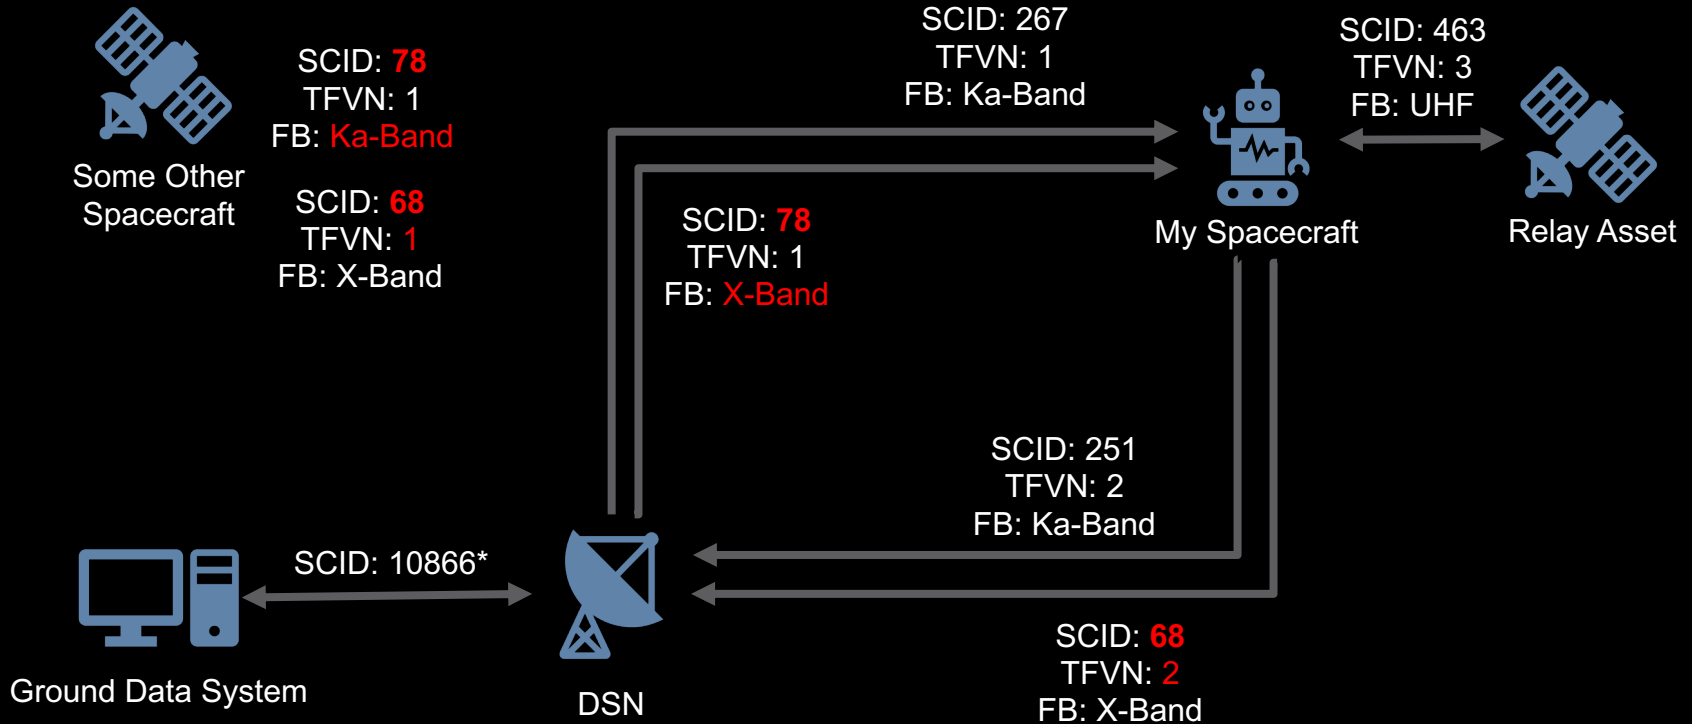 SCID: 78
TFVN: 1
FB: Ka-Band
Some Other
Spacecraft
SCID: 68
TFVN: 1
FB: X-Band
SCID: 267
TFVN: 1
FB: Ka-Band
SCID: 463
TFVN: 3
FB: UHF
My Spacecraft
Relay Asset
SCID: 78
TFVN: 1
FB: X-Band
SCID: 251
TFVN: 2
FB: Ka-Band
SCID: 10866*
Ground Data System
DSN
SCID: 68
TFVN: 2
FB: X-Band